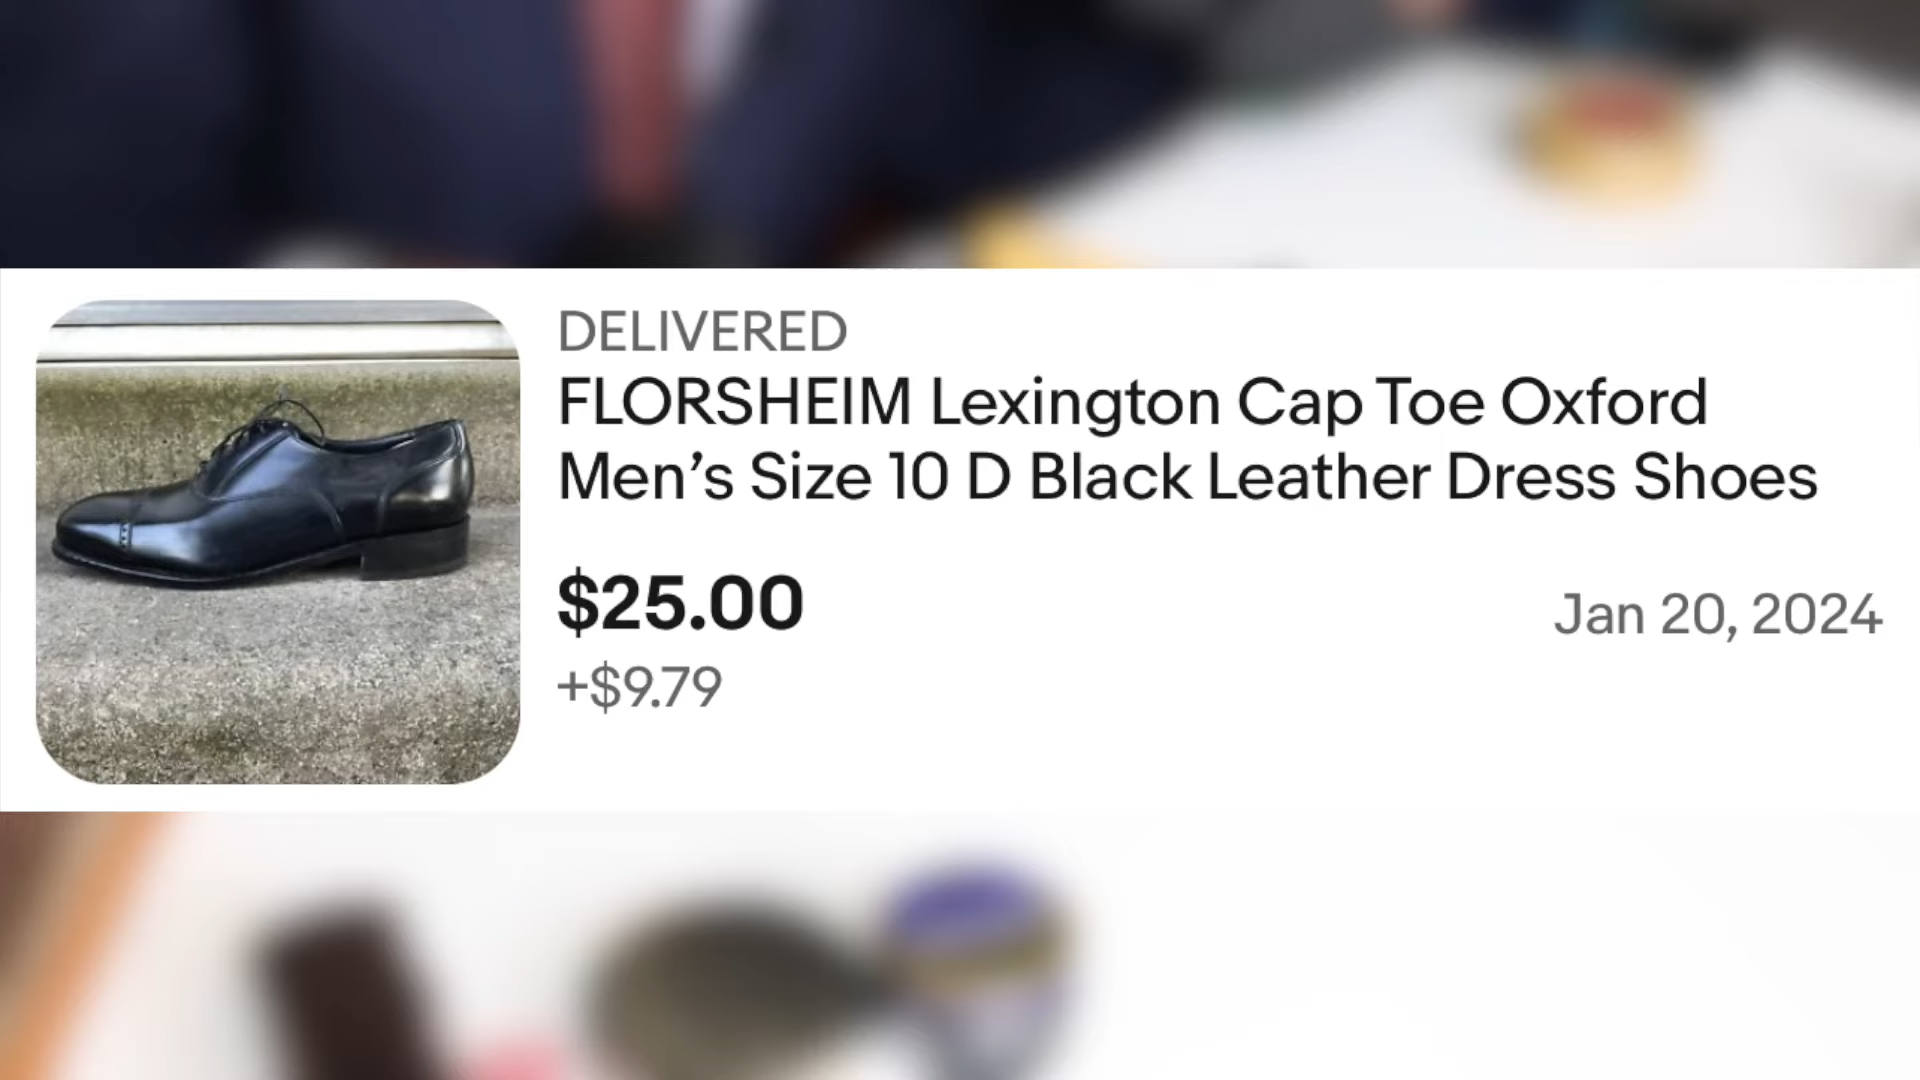 DELIVERED
FLORSHEIM Lexington Cap Toe Oxford
Men’s Size 10 D Black Leather Dress Shoes
$25.00
Jan 20, 2024
+$9.79